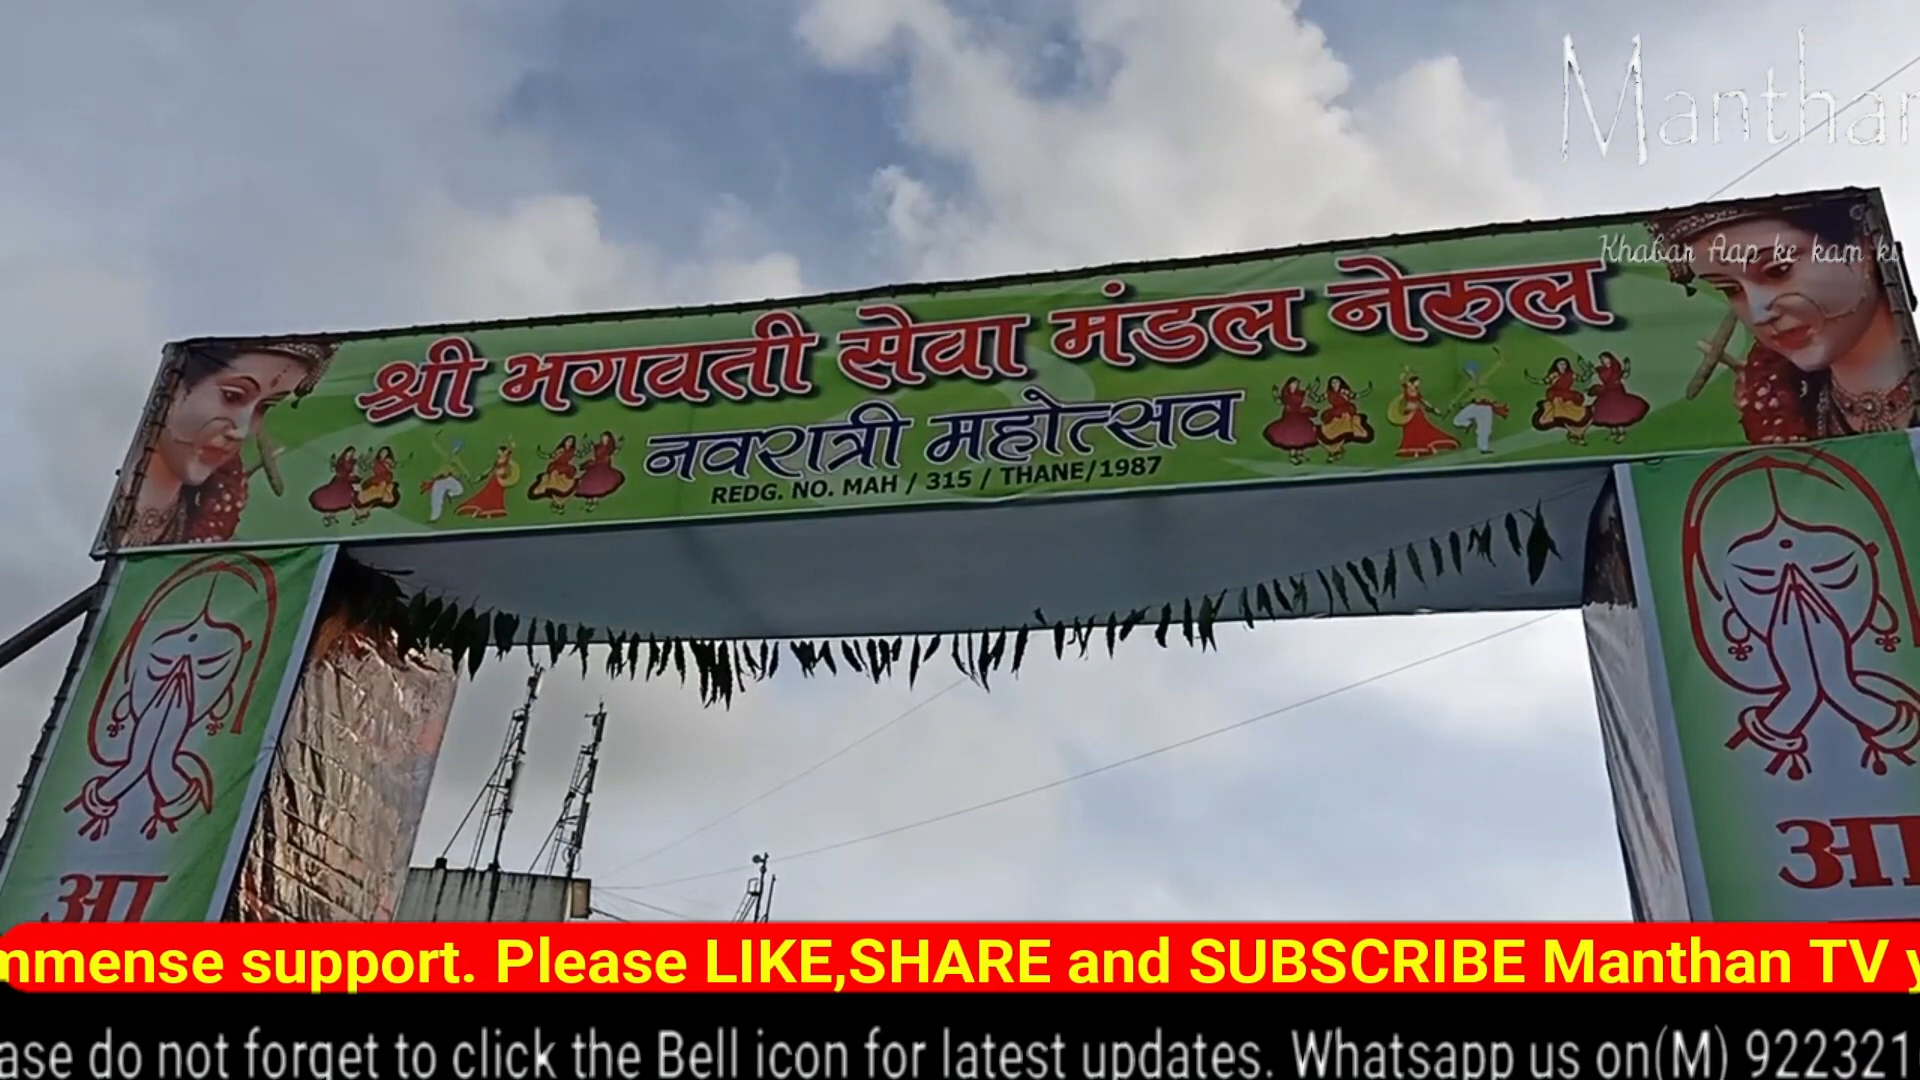 Manthan
Khabar Aap ke kam ki
श्री भगवती सेवा मंडल नेरुल
नवरात्री महोत्सव
REDG. NO. MAH / 315 / THANE/1987
आ
आ
mmense support. Please LIKE,SHARE and SUBSCRIBE Manthan TV y
ase do not forget to click the Bell icon for latest updates. Whatsapp us on(M) 922321